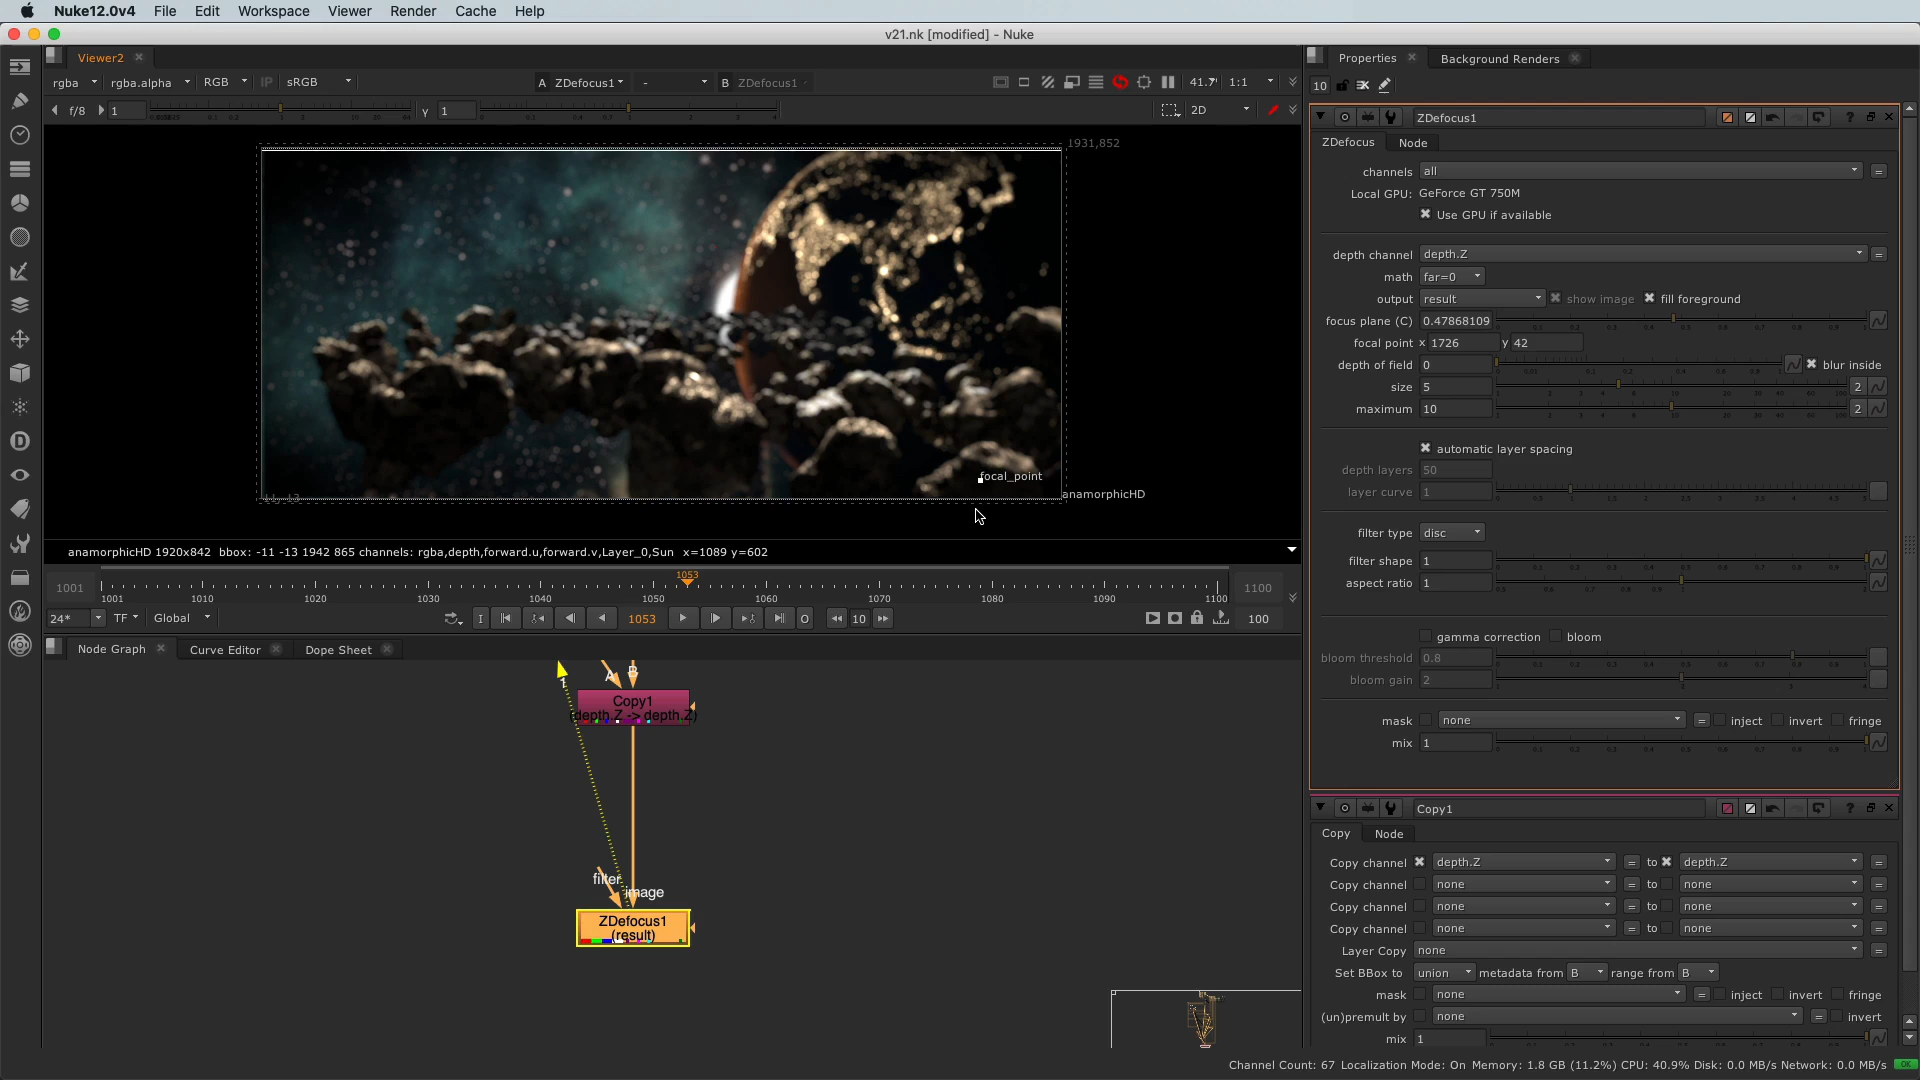 Nuke12.0v4 File Edit Workspace Viewer Render Cache Help
v21.nk [modified] - Nuke
Viewer2
rgba rgba.alpha RGB IP sRGB A ZDefocus1 - B ZDefocus1 41.7 1:1
f/8 1 y 1 2D
1931,852
focal_point
anamorphicHD
-11,-13
anamorphicHD 1920x842 bbox: -11 -13 1942 865 channels: rgba,depth,forward.u,forward.v,Layer_0,Sun x=1089 y=602
1001 1053 1100
1001 1010 1020 1030 1040 1050 1060 1070 1080 1090 1100
24* TF Global I 1053 O 10 100
Node Graph Curve Editor Dope Sheet
1 A B
Copy1
(depth.Z -> depth.Z)
filter
image
ZDefocus1
(result)
Properties Background Renders
10
ZDefocus1
ZDefocus Node
channels all =
Local GPU: GeForce GT 750M
Use GPU if available
depth channel depth.Z =
math far=0
output result show image fill foreground
focus plane (C) 0.47868109
focal point x 1726 y 42
depth of field 0 blur inside
size 5 2
maximum 10 2
automatic layer spacing
depth layers 50
layer curve 1
filter type disc
filter shape 1
aspect ratio 1
gamma correction bloom
bloom threshold 0.8
bloom gain 2
mask none = inject invert fringe
mix 1
Copy1
Copy Node
Copy channel depth.Z = to depth.Z =
Copy channel none = to none =
Copy channel none = to none =
Copy channel none = to none =
Layer Copy none =
Set BBox to union metadata from B range from B
mask none = inject invert fringe
(un)premult by none = invert
mix 1
Channel Count: 67 Localization Mode: On Memory: 1.8 GB (11.2%) CPU: 40.9% Disk: 0.0 MB/s Network: 0.0 MB/s OK